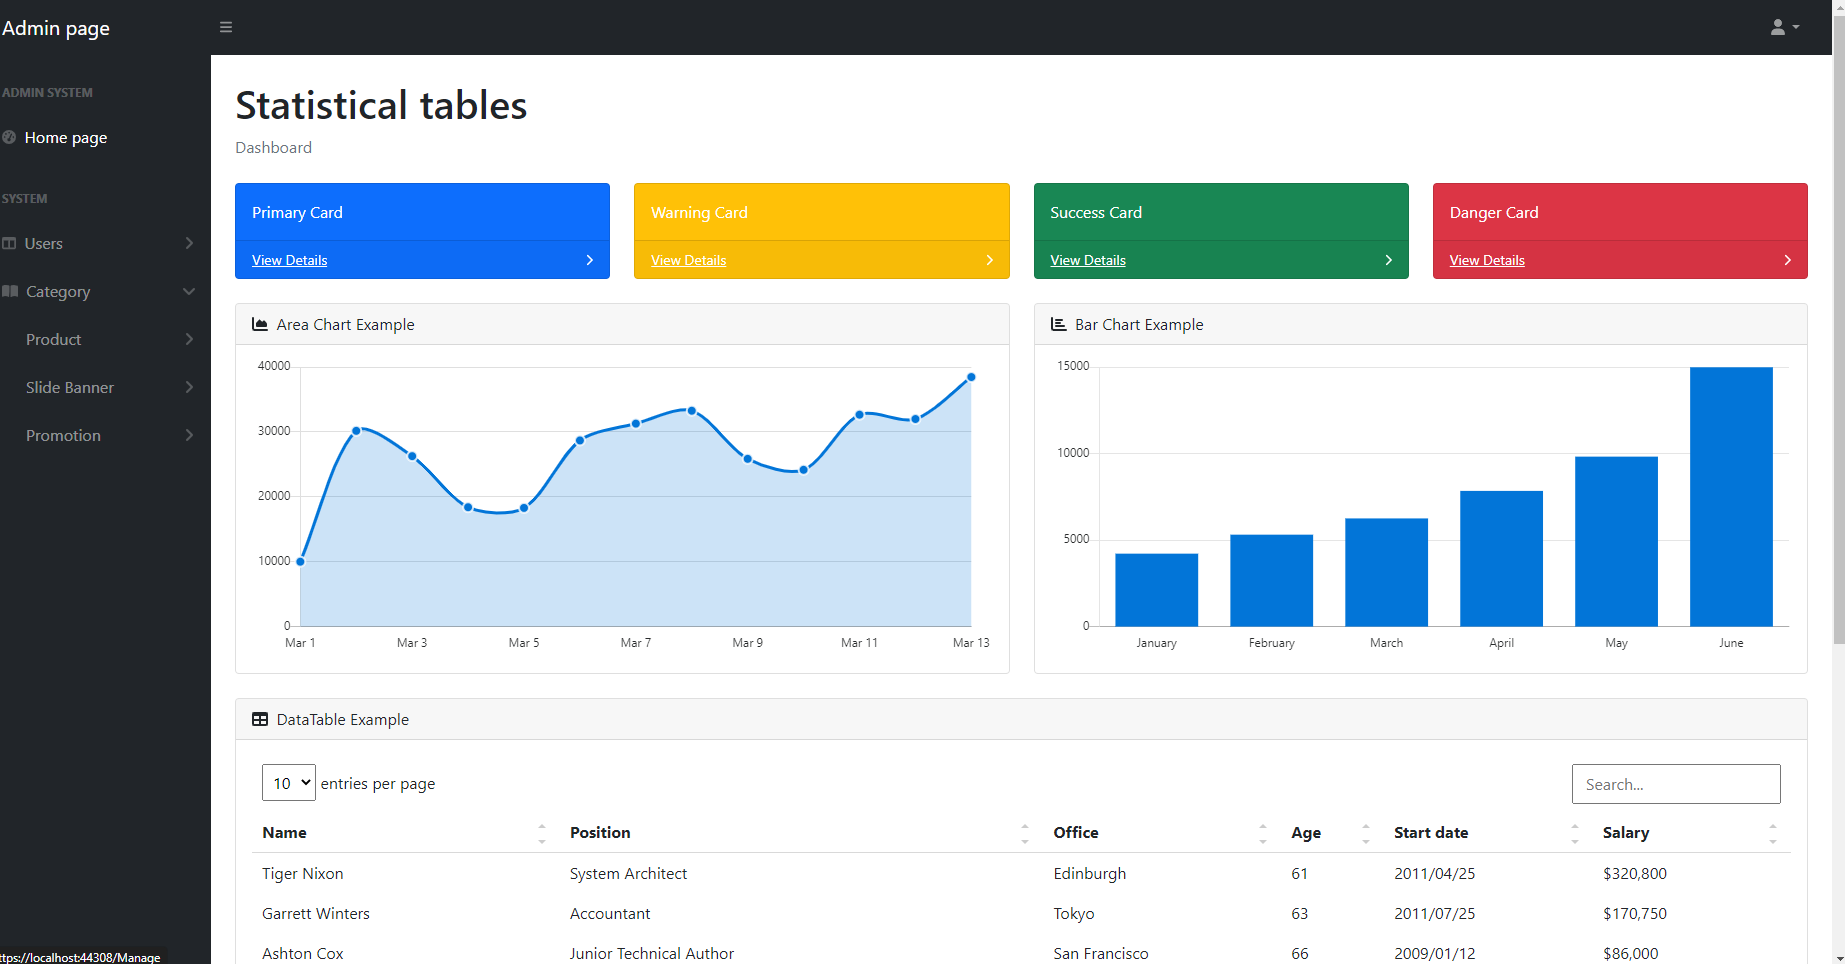 Admin page
ADMIN SYSTEM
Home page
SYSTEM
Users
Category
Product
Slide Banner
Promotion
Statistical tables
Dashboard
Primary Card
View Details
Warning Card
View Details
Success Card
View Details
Danger Card
View Details
Area Chart Example
40000
30000
20000
10000
0
Mar 1 Mar 3 Mar 5 Mar 7 Mar 9 Mar 11 Mar 13
Bar Chart Example
15000
10000
5000
0
January February March April May June
DataTable Example
10 entries per page
Search...
Name Position Office Age Start date Salary
Tiger Nixon System Architect Edinburgh 61 2011/04/25 $320,800
Garrett Winters Accountant Tokyo 63 2011/07/25 $170,750
Ashton Cox Junior Technical Author San Francisco 66 2009/01/12 $86,000
ttps://localhost:44308/Manage